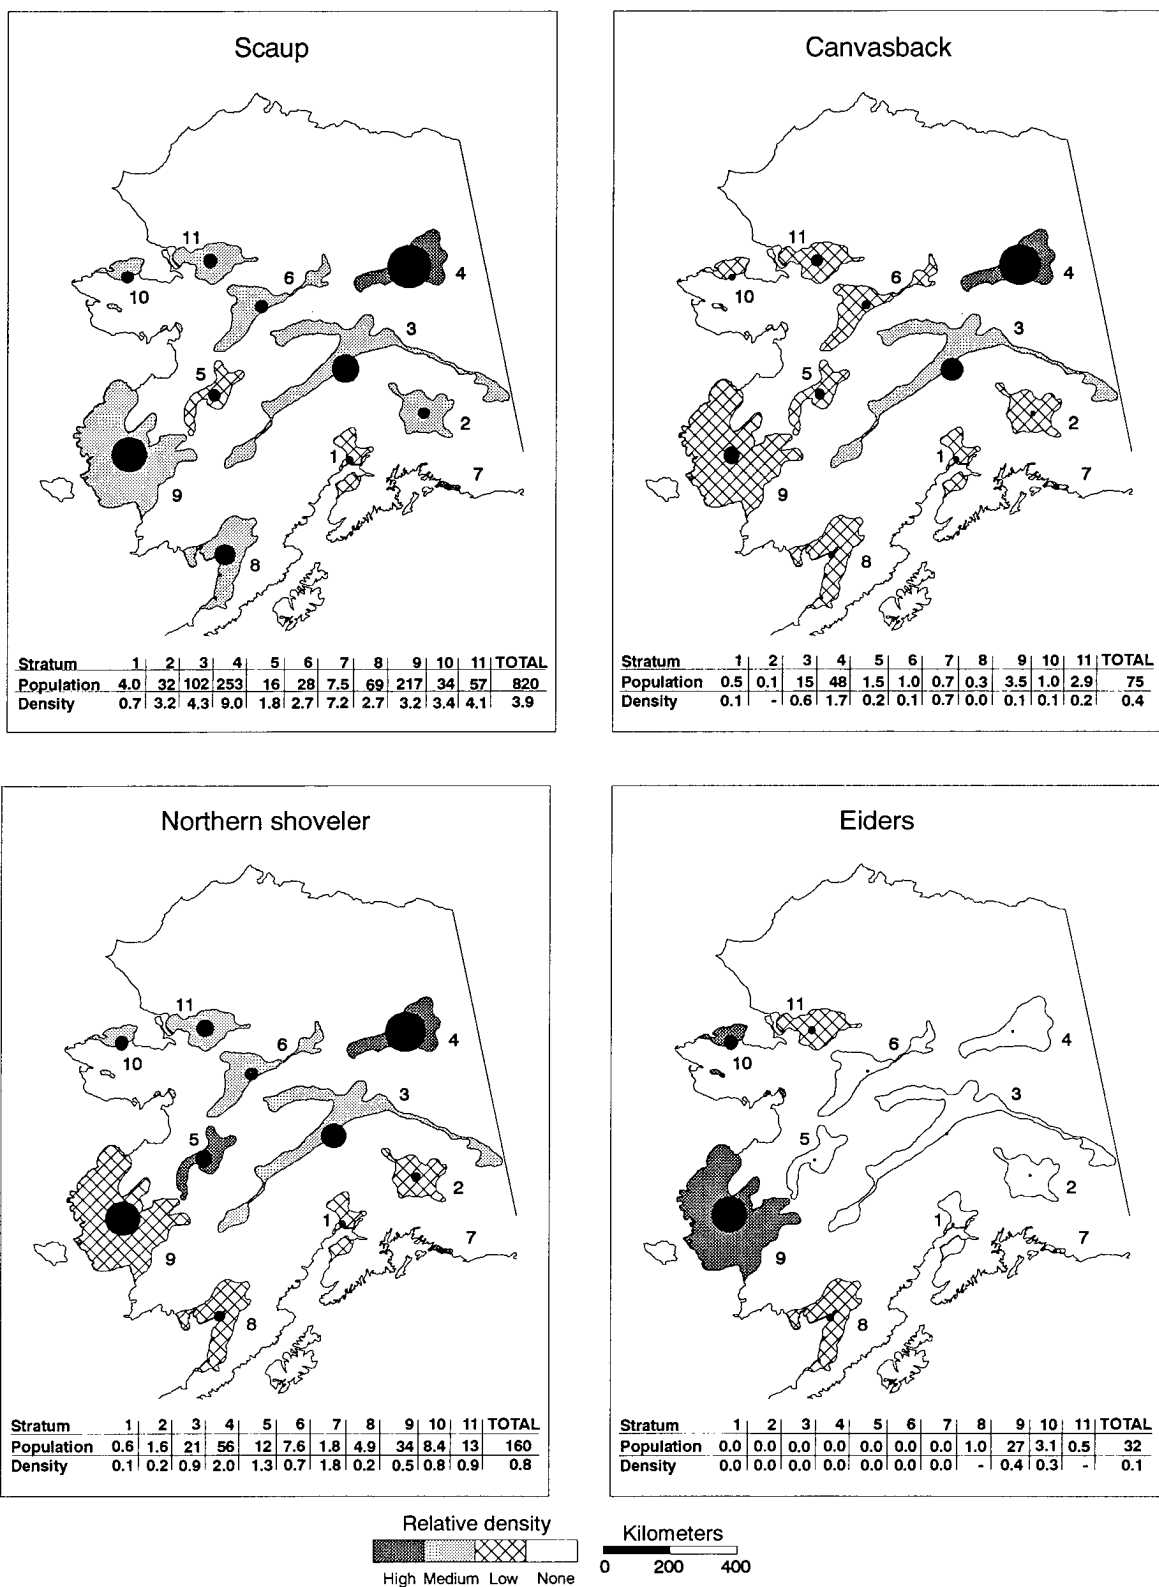 Scaup
11
10
6
4
3
5
2
1
7
9
8
Stratum 1 2 3 4 5 6 7 8 9 10 11 TOTAL
Population 4.0 32 102 253 16 28 7.5 69 217 34 57 820
Density 0.7 3.2 4.3 9.0 1.8 2.7 7.2 2.7 3.2 3.4 4.1 3.9
Canvasback
11
10
6
4
3
5
2
1
7
9
8
Stratum 1 2 3 4 5 6 7 8 9 10 11 TOTAL
Population 0.5 0.1 15 48 1.5 1.0 0.7 0.3 3.5 1.0 2.9 75
Density 0.1 - 0.6 1.7 0.2 0.1 0.7 0.0 0.1 0.1 0.2 0.4
Northern shoveler
11
10
6
4
3
5
2
1
7
9
8
Stratum 1 2 3 4 5 6 7 8 9 10 11 TOTAL
Population 0.6 1.6 21 56 12 7.6 1.8 4.9 34 8.4 13 160
Density 0.1 0.2 0.9 2.0 1.3 0.7 1.8 0.2 0.5 0.8 0.9 0.8
Eiders
11
10
6
4
3
5
2
1
7
9
8
Stratum 1 2 3 4 5 6 7 8 9 10 11 TOTAL
Population 0.0 0.0 0.0 0.0 0.0 0.0 0.0 1.0 27 3.1 0.5 32
Density 0.0 0.0 0.0 0.0 0.0 0.0 0.0 - 0.4 0.3 - 0.1
Relative density
High Medium Low None
Kilometers
0 200 400